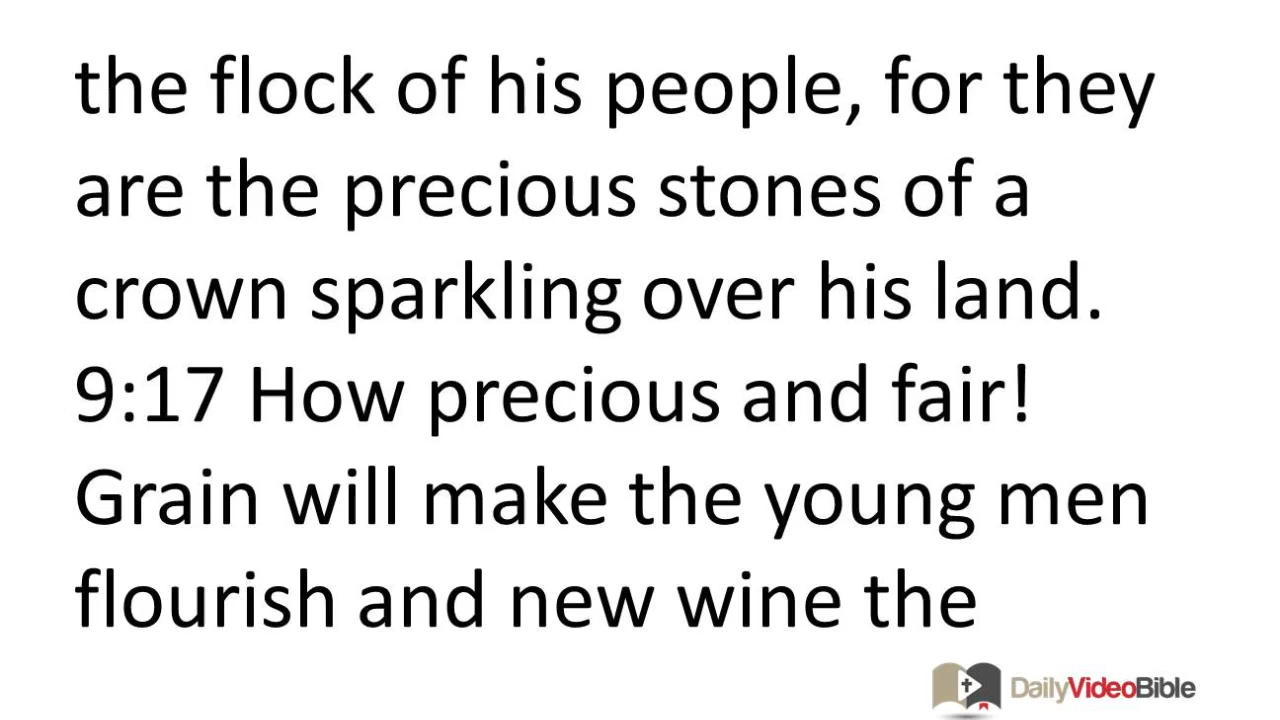 the flock of his people, for they
are the precious stones of a
crown sparkling over his land.
9:17 How precious and fair!
Grain will make the young men
flourish and new wine the
DailyVideoBible